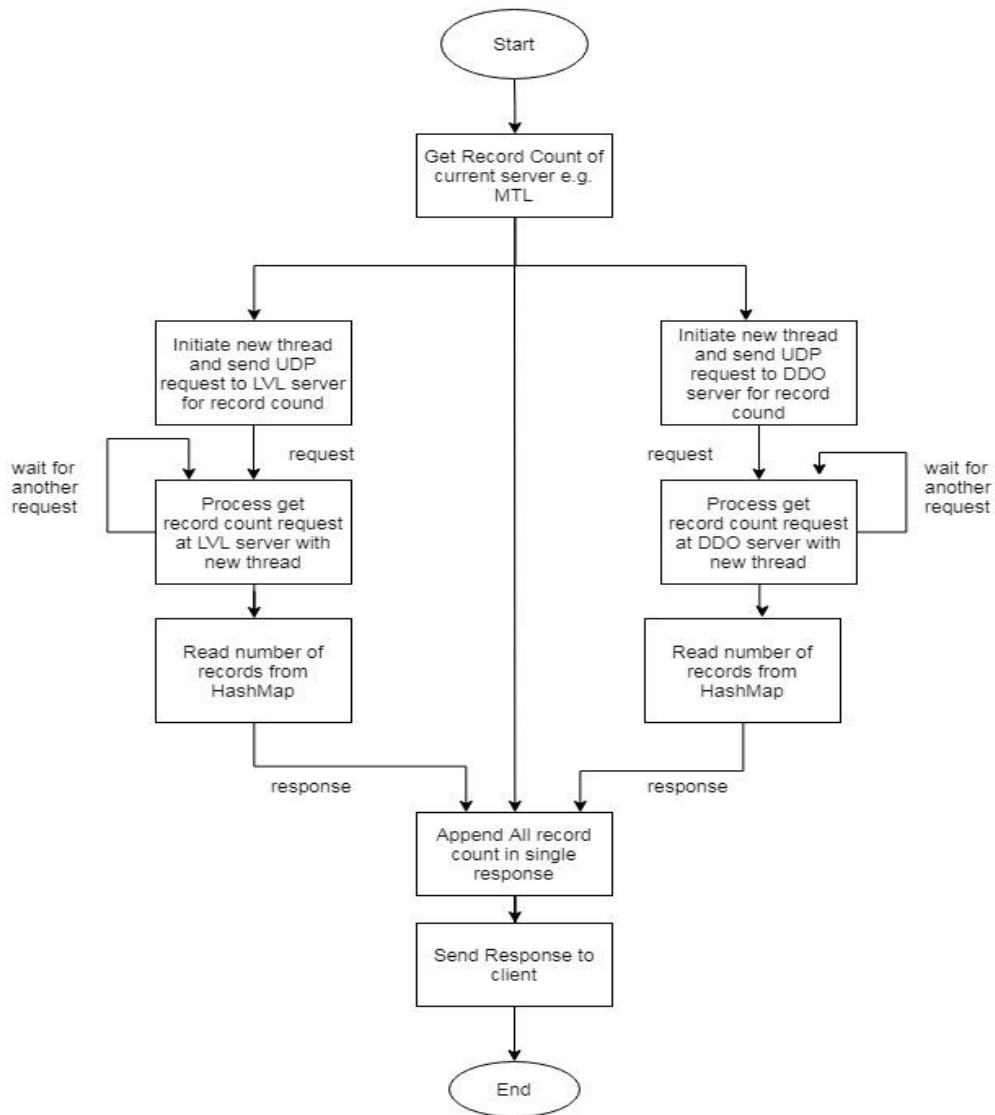 Start
Get Record Count of
current server e.g.
MTL
Initiate new thread
and send UDP
request to LVL server
for record cound
Initiate new thread
and send UDP
request to DDO
server for record
cound
request
request
wait for
another
request
Process get
record count request
at LVL server with
new thread
Process get
record count request
at DDO server with
new thread
wait for
another
request
Read number of
records from
HashMap
Read number of
records from
HashMap
response
response
Append All record
count in single
response
Send Response to
client
End